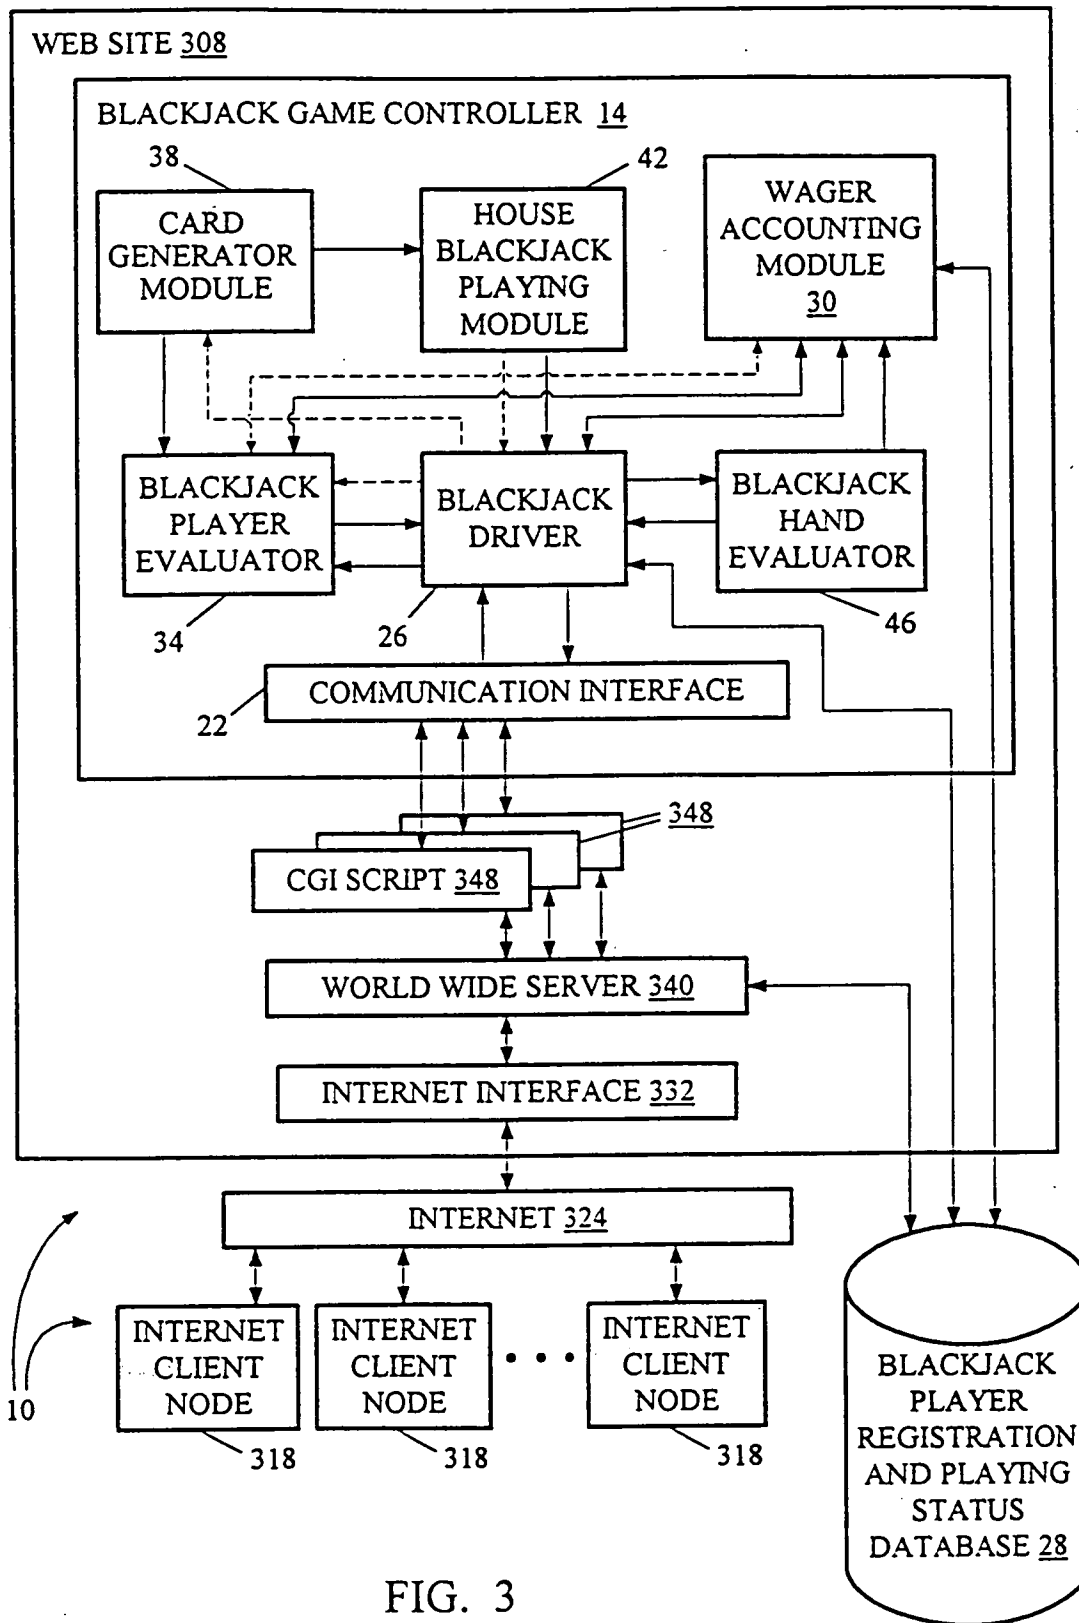 WEB SITE 308
BLACKJACK GAME CONTROLLER 14
38
42
CARD
GENERATOR
MODULE
HOUSE
BLACKJACK
PLAYING
MODULE
WAGER
ACCOUNTING
MODULE
30
BLACKJACK
PLAYER
EVALUATOR
BLACKJACK
DRIVER
BLACKJACK
HAND
EVALUATOR
34
26
46
COMMUNICATION INTERFACE
22
348
CGI SCRIPT 348
WORLD WIDE SERVER 340
INTERNET INTERFACE 332
INTERNET 324
INTERNET
CLIENT
NODE
INTERNET
CLIENT
NODE
• • •
INTERNET
CLIENT
NODE
10
318
318
318
BLACKJACK
PLAYER
REGISTRATION
AND PLAYING
STATUS
DATABASE 28
FIG. 3